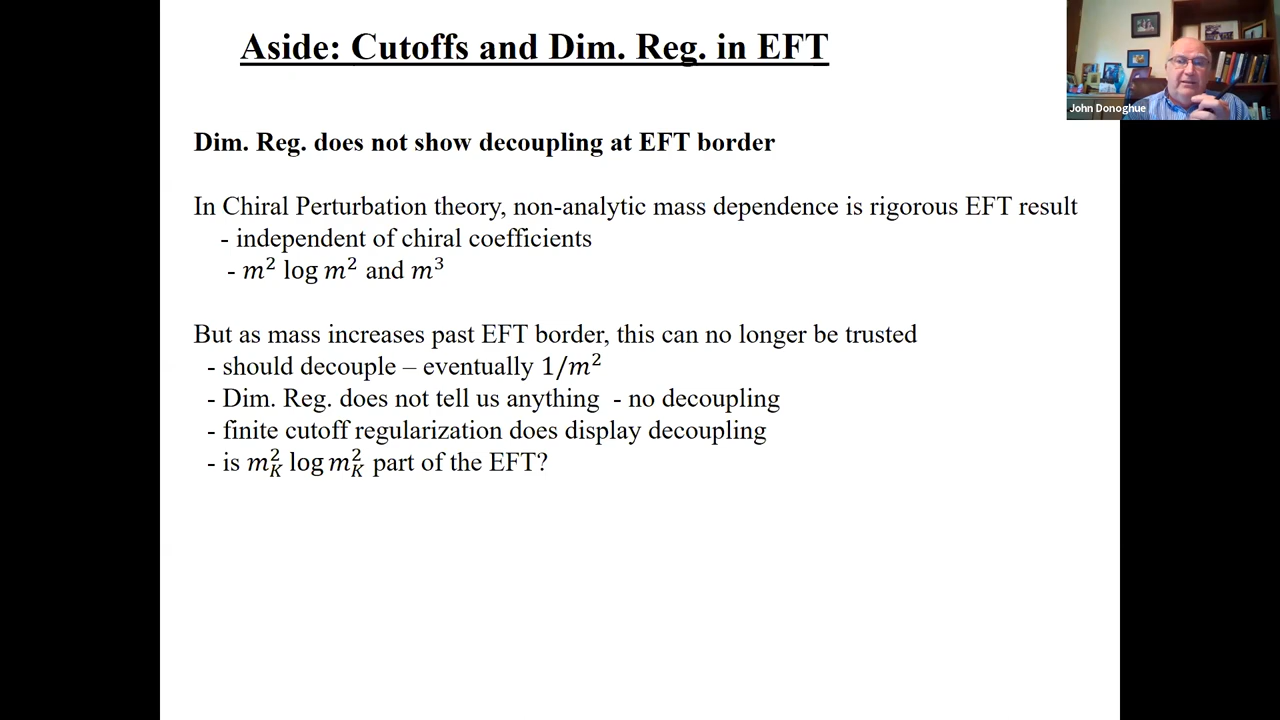 Aside: Cutoffs and Dim. Reg. in EFT
John Donoghue
Dim. Reg. does not show decoupling at EFT border
In Chiral Perturbation theory, non-analytic mass dependence is rigorous EFT result
- independent of chiral coefficients
- 𝑚² log 𝑚² and 𝑚³
But as mass increases past EFT border, this can no longer be trusted
- should decouple – eventually 1/𝑚²
- Dim. Reg. does not tell us anything - no decoupling
- finite cutoff regularization does display decoupling
- is $m_K^2 \log m_K^2$ part of the EFT?